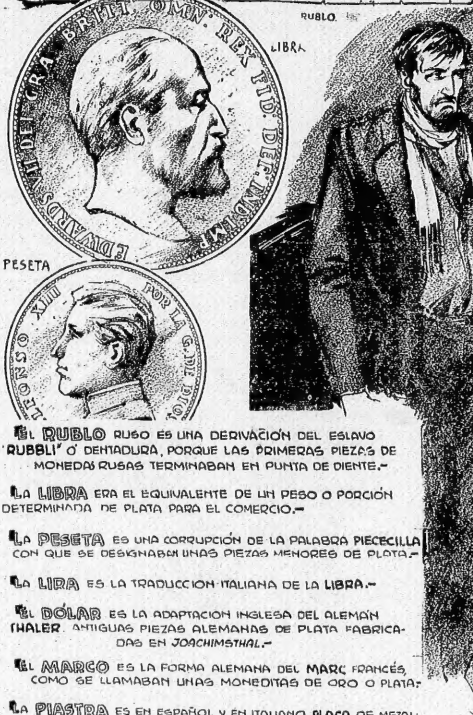 RUBLO.
LIBRA
EDWARDS VII DEI GRA: BRITT: OMN: REX FID: DEF: IND: IMP:
PESETA
ALFONSO XIII POR LA G. DE DIOS
EL RUBLO RUSO ES UNA DERIVACIÓN DEL ESLAVO
"RUBBLI" O' DENTADURA, PORQUE LAS PRIMERAS PIEZAS DE
MONEDAS RUSAS TERMINABAN EN PUNTA DE DIENTE.-
LA LIBRA ERA EL EQUIVALENTE DE UN PESO O PORCIÓN
DETERMINADA DE PLATA PARA EL COMERCIO.-
LA PESETA ES UNA CORRUPCIÓN DE LA PALABRA PIECECILLA
CON QUE SE DESIGNABAN UNAS PIEZAS MENORES DE PLATA.-
LA LIRA ES LA TRADUCCION ITALIANA DE LA LIBRA.-
EL DÓLAR ES LA ADAPTACION INGLESA DEL ALEMÁN
THALER. ANTIGUAS PIEZAS ALEMANAS DE PLATA FABRICA-
DAS EN JOACHIMSTHAL.-
EL MARCO ES LA FORMA ALEMANA DEL MARC FRANCÉS,
COMO SE LLAMABAN UNAS MONEDITAS DE ORO O PLATA.-
LA PIASTRA ES EN ESPAÑOL Y EN ITALIANO PLACA DE METAL.